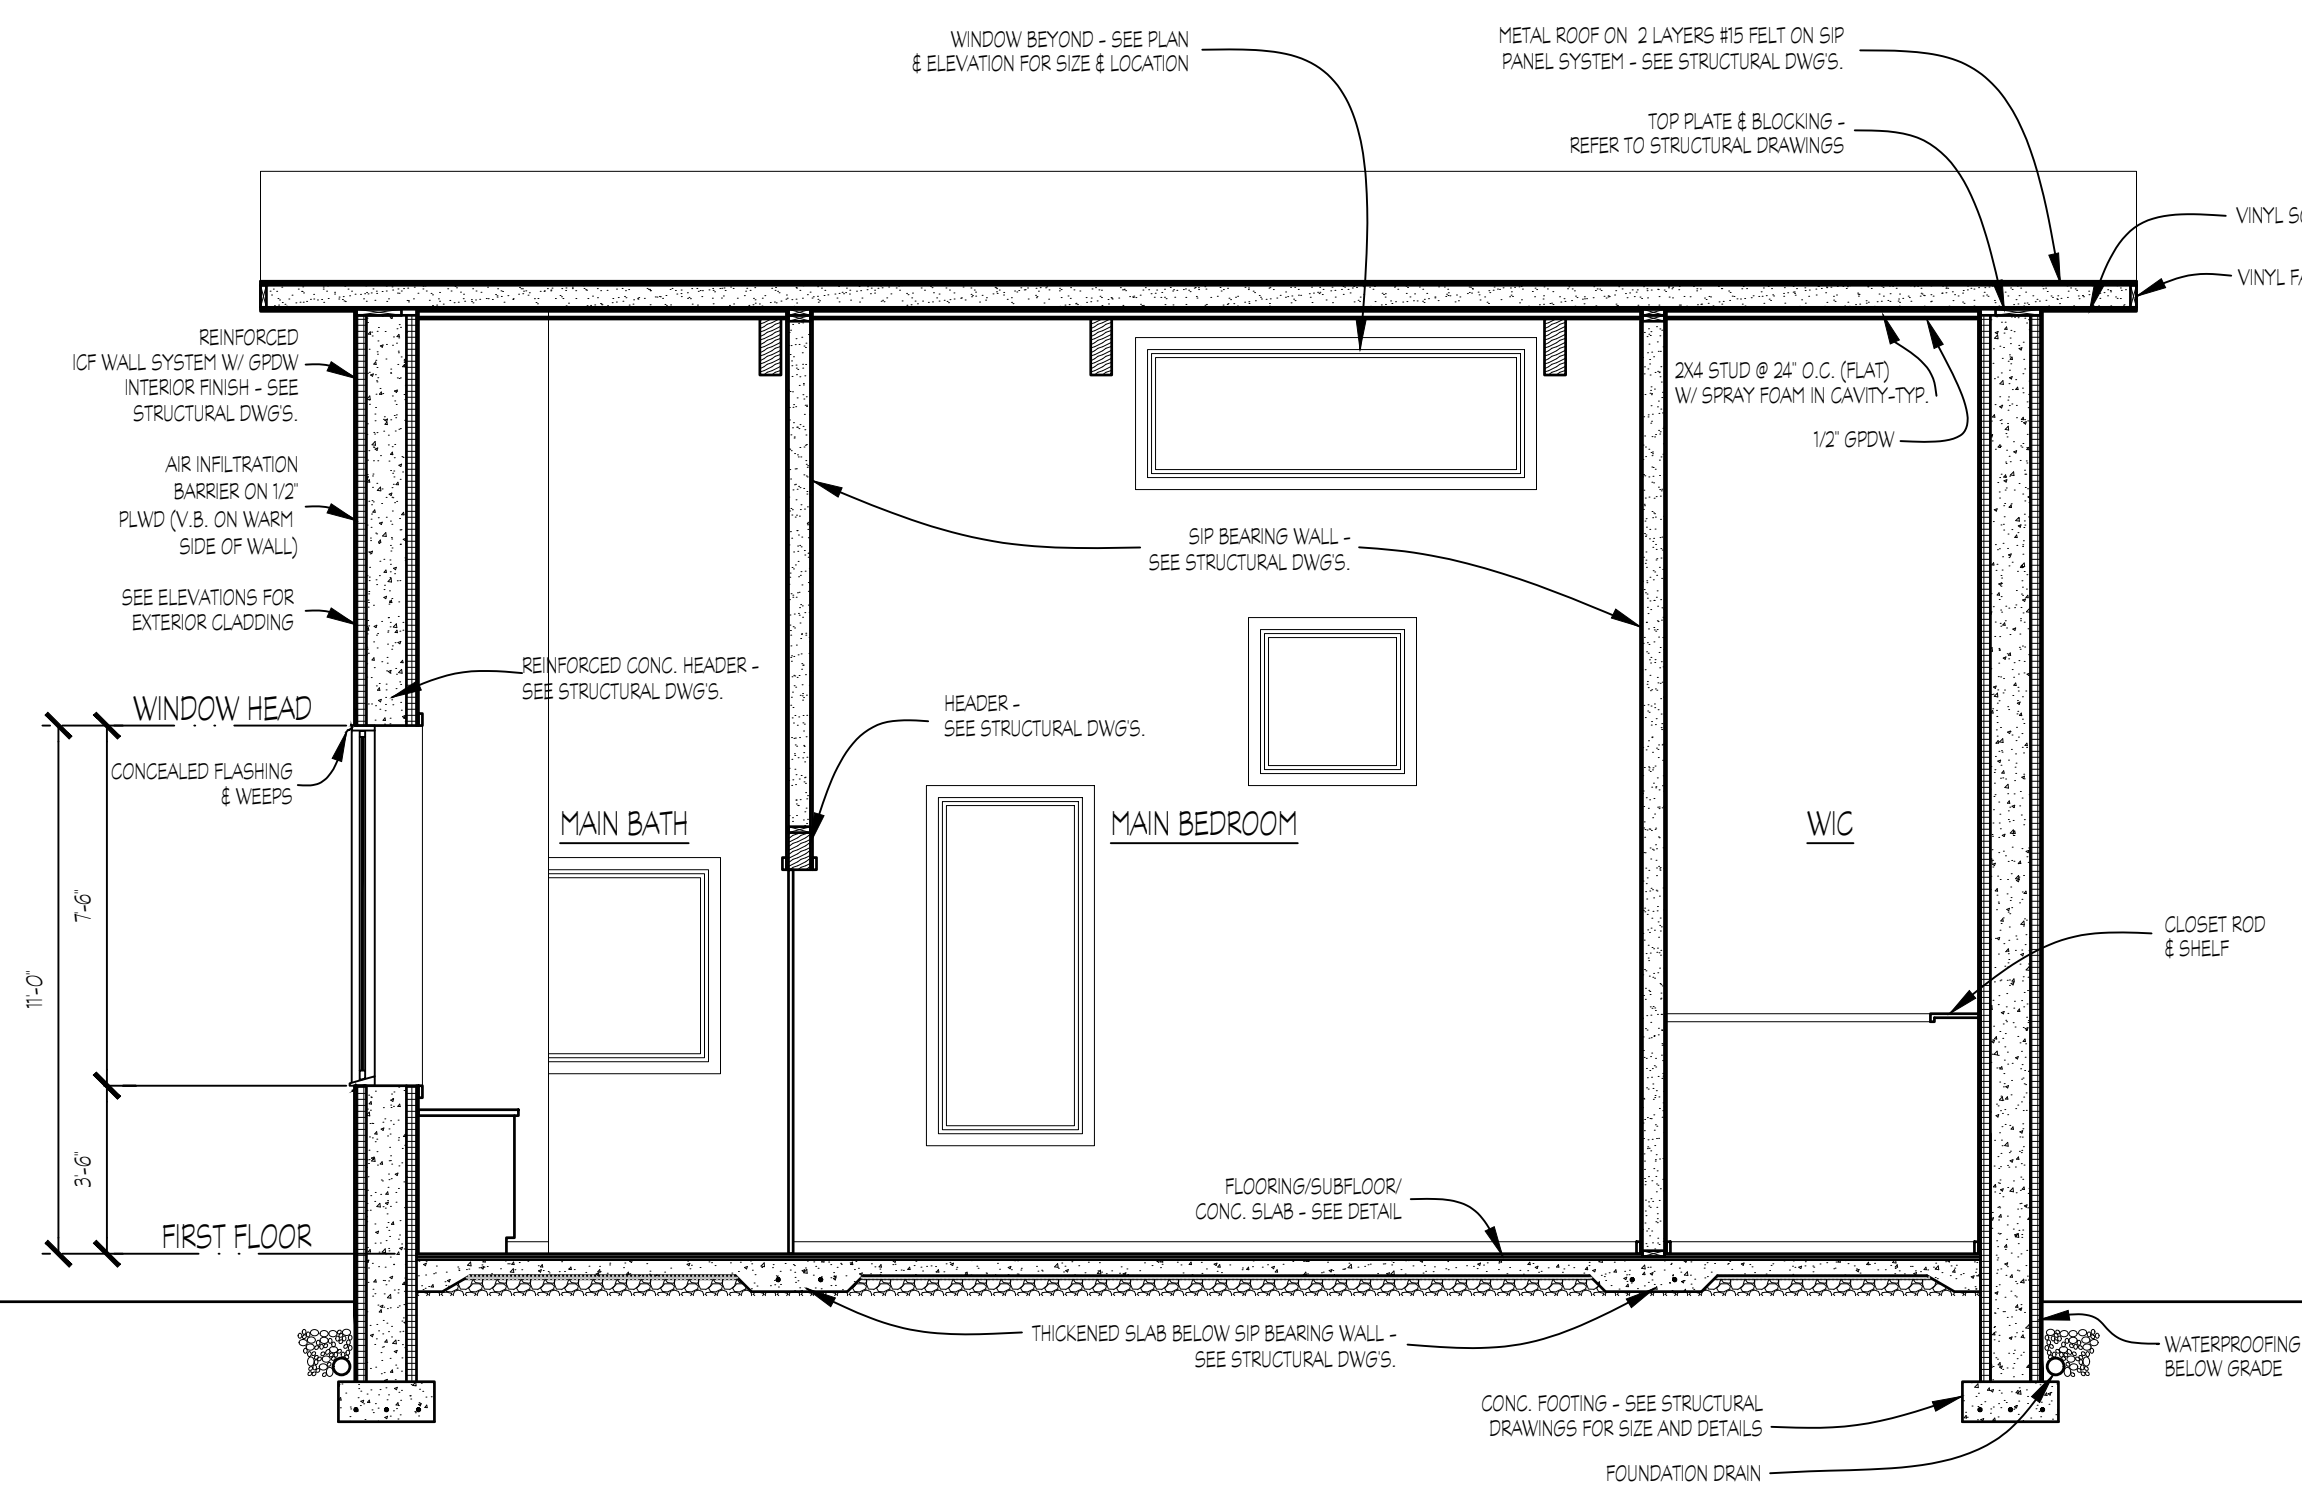 WINDOW BEYOND - SEE PLAN
& ELEVATION FOR SIZE & LOCATION
METAL ROOF ON 2 LAYERS #15 FELT ON SIP
PANEL SYSTEM - SEE STRUCTURAL DWG'S.
TOP PLATE & BLOCKING -
REFER TO STRUCTURAL DRAWINGS
VINYL
VINYL
REINFORCED
ICF WALL SYSTEM W/ GPDW
INTERIOR FINISH - SEE
STRUCTURAL DWG'S.
2X4 STUD @ 24" O.C. (FLAT)
W/ SPRAY FOAM IN CAVITY-TYP.
1/2" GPDW
AIR INFILTRATION
BARRIER ON 1/2"
PLWD (V.B. ON WARM
SIDE OF WALL)
SIP BEARING WALL -
SEE STRUCTURAL DWG'S.
SEE ELEVATIONS FOR
EXTERIOR CLADDING
REINFORCED CONC. HEADER -
SEE STRUCTURAL DWG'S.
WINDOW HEAD
HEADER -
SEE STRUCTURAL DWG'S.
CONCEALED FLASHING
& WEEPS
MAIN BATH
MAIN BEDROOM
WIC
7'-6"
11'-0"
CLOSET ROD
& SHELF
3'-6"
FLOORING/SUBFLOOR/
CONC. SLAB - SEE DETAIL
FIRST FLOOR
THICKENED SLAB BELOW SIP BEARING WALL -
SEE STRUCTURAL DWG'S.
WATERPROOFING
BELOW GRADE
CONC. FOOTING - SEE STRUCTURAL
DRAWINGS FOR SIZE AND DETAILS
FOUNDATION DRAIN